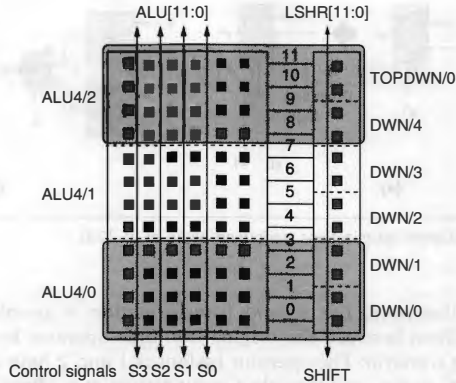 ALU[11:0] LSHR[11:0]
11
10 TOPDWN/0
9
ALU4/2
8 DWN/4
7
6 DWN/3
5
ALU4/1
4 DWN/2
3
2 DWN/1
1
ALU4/0
0 DWN/0
Control signals S3 S2 S1 S0 SHIFT